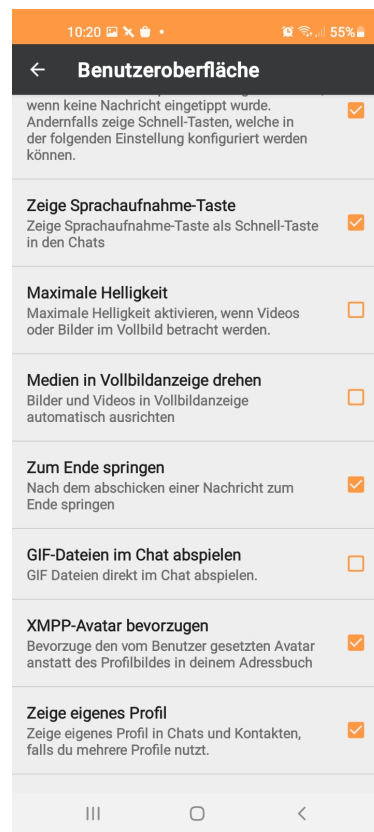 10:20
55%
Benutzeroberfläche
wenn keine Nachricht eingetippt wurde.
Andernfalls zeige Schnell-Tasten, welche in
der folgenden Einstellung konfiguriert werden
können.
Zeige Sprachaufnahme-Taste
Zeige Sprachaufnahme-Taste als Schnell-Taste
in den Chats
Maximale Helligkeit
Maximale Helligkeit aktivieren, wenn Videos
oder Bilder im Vollbild betracht werden.
Medien in Vollbildanzeige drehen
Bilder und Videos in Vollbildanzeige
automatisch ausrichten
Zum Ende springen
Nach dem abschicken einer Nachricht zum
Ende springen
GIF-Dateien im Chat abspielen
GIF Dateien direkt im Chat abspielen.
XMPP-Avatar bevorzugen
Bevorzuge den vom Benutzer gesetzten Avatar
anstatt des Profilbildes in deinem Adressbuch
Zeige eigenes Profil
Zeige eigenes Profil in Chats und Kontakten,
falls du mehrere Profile nutzt.